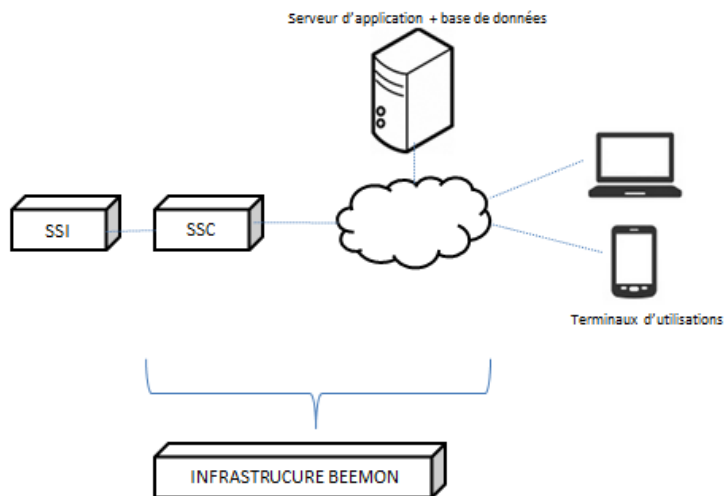 Serveur d'application + base de données
SSI
SSC
Terminaux d'utilisations
INFRASTRUCURE BEEMON